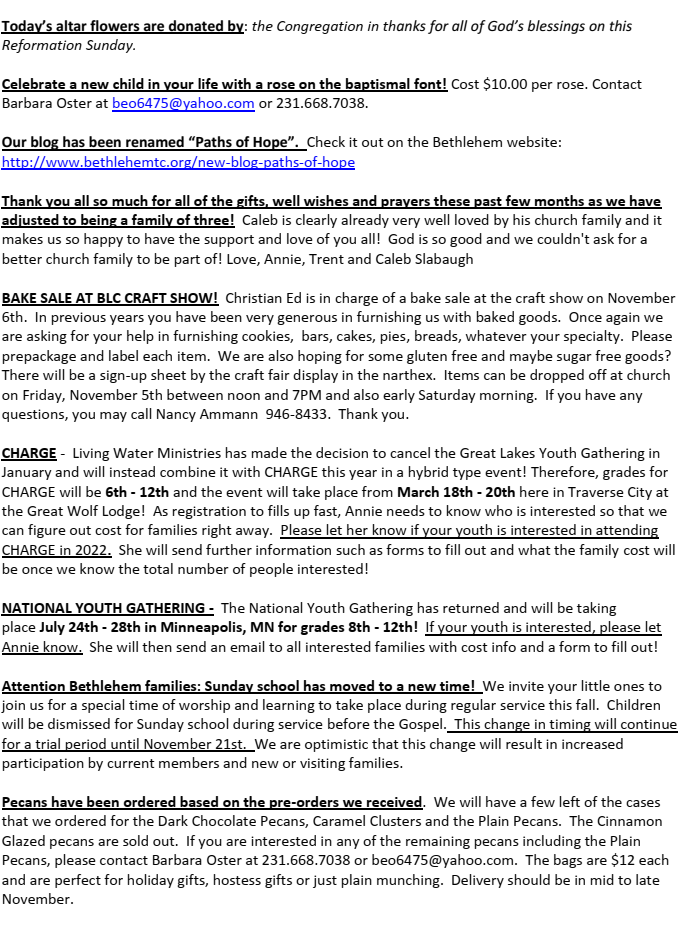 Today's altar flowers are donated by: the Congregation in thanks for all of God's blessings on this
Reformation Sunday.
Celebrate a new child in your life with a rose on the baptismal font! Cost $10.00 per rose. Contact
Barbara Oster at beo6475@yahoo.com or 231.668.7038.
Our blog has been renamed “Paths of Hope”. Check it out on the Bethlehem website:
http://www.bethlehemtc.org/new-blog-paths-of-hope
Thank you all so much for all of the gifts, well wishes and prayers these past few months as we have
adjusted to being a family of three! Caleb is clearly already very well loved by his church family and it
makes us so happy to have the support and love of you all! God is so good and we couldn't ask for a
better church family to be part of! Love, Annie, Trent and Caleb Slabaugh
BAKE SALE AT BLC CRAFT SHOW! Christian Ed is in charge of a bake sale at the craft show on November
6th. In previous years you have been very generous in furnishing us with baked goods. Once again we
are asking for your help in furnishing cookies, bars, cakes, pies, breads, whatever your specialty. Please
prepackage and label each item. We are also hoping for some gluten free and maybe sugar free goods?
There will be a sign-up sheet by the craft fair display in the narthex. Items can be dropped off at church
on Friday, November 5th between noon and 7PM and also early Saturday morning. If you have any
questions, you may call Nancy Ammann 946-8433. Thank you.
CHARGE - Living Water Ministries has made the decision to cancel the Great Lakes Youth Gathering in
January and will instead combine it with CHARGE this year in a hybrid type event! Therefore, grades for
CHARGE will be 6th - 12th and the event will take place from March 18th - 20th here in Traverse City at
the Great Wolf Lodge! As registration to fills up fast, Annie needs to know who is interested so that we
can figure out cost for families right away. Please let her know if your youth is interested in attending
CHARGE in 2022. She will send further information such as forms to fill out and what the family cost will
be once we know the total number of people interested!
NATIONAL YOUTH GATHERING - The National Youth Gathering has returned and will be taking
place July 24th - 28th in Minneapolis, MN for grades 8th - 12th! If your youth is interested, please let
Annie know. She will then send an email to all interested families with cost info and a form to fill out!
Attention Bethlehem families: Sunday school has moved to a new time! We invite your little ones to
join us for a special time of worship and learning to take place during regular service this fall. Children
will be dismissed for Sunday school during service before the Gospel. This change in timing will continue
for a trial period until November 21st. We are optimistic that this change will result in increased
participation by current members and new or visiting families.
Pecans have been ordered based on the pre-orders we received. We will have a few left of the cases
that we ordered for the Dark Chocolate Pecans, Caramel Clusters and the Plain Pecans. The Cinnamon
Glazed pecans are sold out. If you are interested in any of the remaining pecans including the Plain
Pecans, please contact Barbara Oster at 231.668.7038 or beo6475@yahoo.com. The bags are $12 each
and are perfect for holiday gifts, hostess gifts or just plain munching. Delivery should be in mid to late
November.